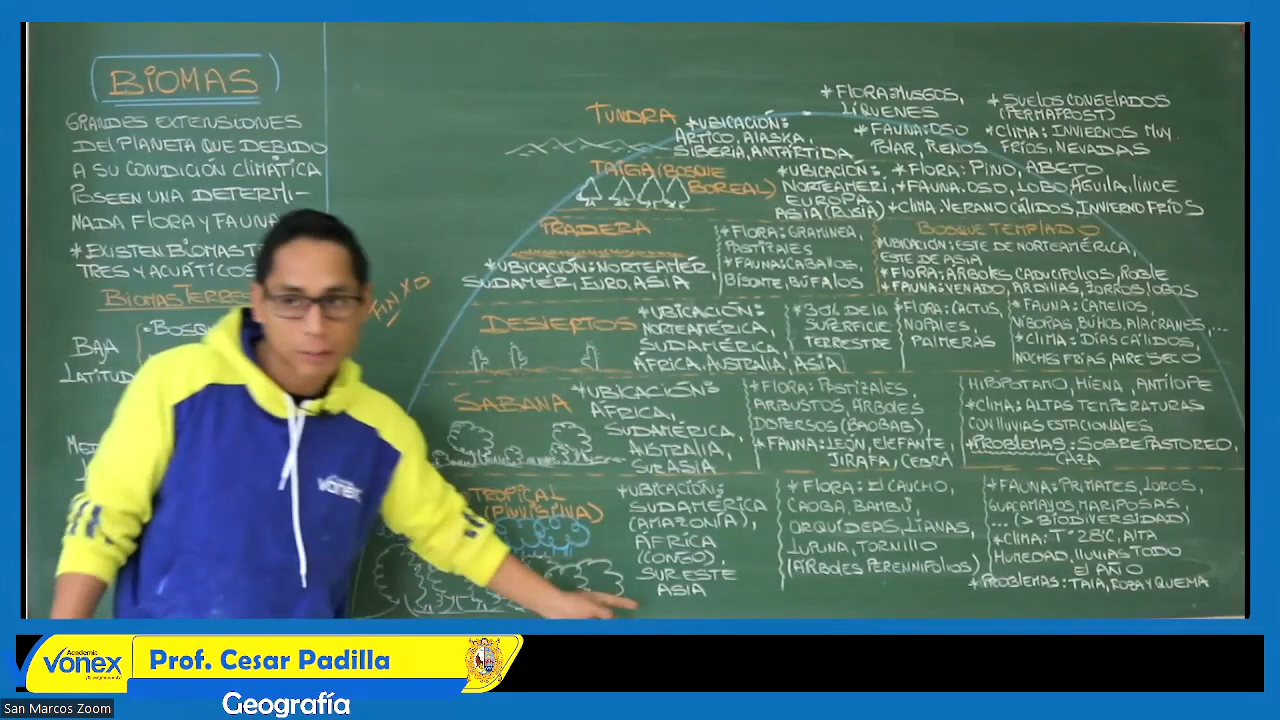 BIOMAS
GRANDES EXTENSIONES
DEL PLANETA QUE DEBIDO
A SU CONDICIÓN CLIMÁTICA
POSEEN UNA DETERMI-
NADA FLORA Y FAUNA
*EXISTEN BIOMAS T
TRES Y ACUÁTICOS
BIOMAS TERRES
BAJA
LATITUD
BOSQ
TUNDRA
*UBICACIÓN:
ÁRTICO, ALASKA,
SIBERIA, ANTÁRTIDA
*FLORA: MUSGOS,
LÍQUENES
*FAUNA: OSO
POLAR, RENOS
*SUELOS CONGELADOS
(PERMAFROST)
*CLIMA: INVIERNOS MUY
FRÍOS, NEVADAS
TAIGA (BOSQUE
BOREAL)
*UBICACIÓN:
NORTEAMERI,
EUROPA
ASIA (RUSIA)
*FLORA: PINO, ABETO
*FAUNA: OSO, LOBO, ÁGUILA, LINCE
*CLIMA: VERANO CÁLIDOS, INVIERNO FRÍOS
PRADERA
*UBICACIÓN: NORTEAMÉR,
SUDAMÉR, EURO, ASIA
*FLORA: GRAMINEA,
PASTIZALES
*FAUNA: CABALLOS,
BISONTE, BÚFALOS
BOSQUE TEMPLADO
UBICACIÓN: ESTE DE NORTEAMÉRICA,
ESTE DE ASIA
*FLORA: ÁRBOLES CADUCIFOLIOS, ROBLE
*FAUNA: VENADO, ARDILLAS, ZORROS, LOBOS
DESIERTOS
*UBICACIÓN:
NORTEAMÉRICA,
SUDAMÉRICA,
ÁFRICA, AUSTRALIA, ASIA
*30% DE LA
SUPERFICIE
TERRESTRE
*FLORA: CACTUS,
NOPALES,
PALMERAS
*FAUNA: CAMELLOS,
VÍBORAS, BÚHOS, ALACRANES,...
*CLIMA: DÍAS CÁLIDOS,
NOCHES FRÍAS, AIRE SECO
SABANA
*UBICACIÓN:
ÁFRICA,
SUDAMÉRICA,
AUSTRALIA,
SURASIA
*FLORA: PASTIZALES,
ARBUSTOS, ÁRBOLES
DISPERSOS (BAOBAB),
*FAUNA: LEÓN, ELEFANTE,
JIRAFA, CEBRA
HIPOPÓTAMO, HIENA, ANTÍLOPE
*CLIMA: ALTAS TEMPERATURAS
CON LLUVIAS ESTACIONALES
*PROBLEMAS: SOBREPASTOREO,
CAZA
TROPICAL
(PLUVISILVA)
*UBICACIÓN:
SUDAMÉRICA
(AMAZONÍA),
ÁFRICA
(CONGO),
SURESTE
ASIA
*FLORA: EL CAUCHO,
CAOBA, BAMBÚ,
ORQUÍDEAS, LIANAS,
LUPUNA, TORNILLO
(ÁRBOLES PERENNIFOLIOS)
*FAUNA: PRIMATES, LOROS,
GUACAMAYOS, MARIPOSAS,
... (> BIODIVERSIDAD)
*CLIMA: T° 28°C, ALTA
HUMEDAD, LLUVIAS TODO
EL AÑO
*PROBLEMAS: TALA, ROZA Y QUEMA
vonex
Academia
vonex
Prof. Cesar Padilla
Geografía
San Marcos Zoom